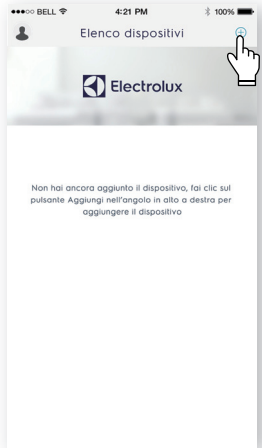 BELL 4:21 PM 100%
Elenco dispositivi
Electrolux
Non hai ancora aggiunto il dispositivo, fai clic sul
pulsante Aggiungi nell'angolo in alto a destra per
aggiungere il dispositivo